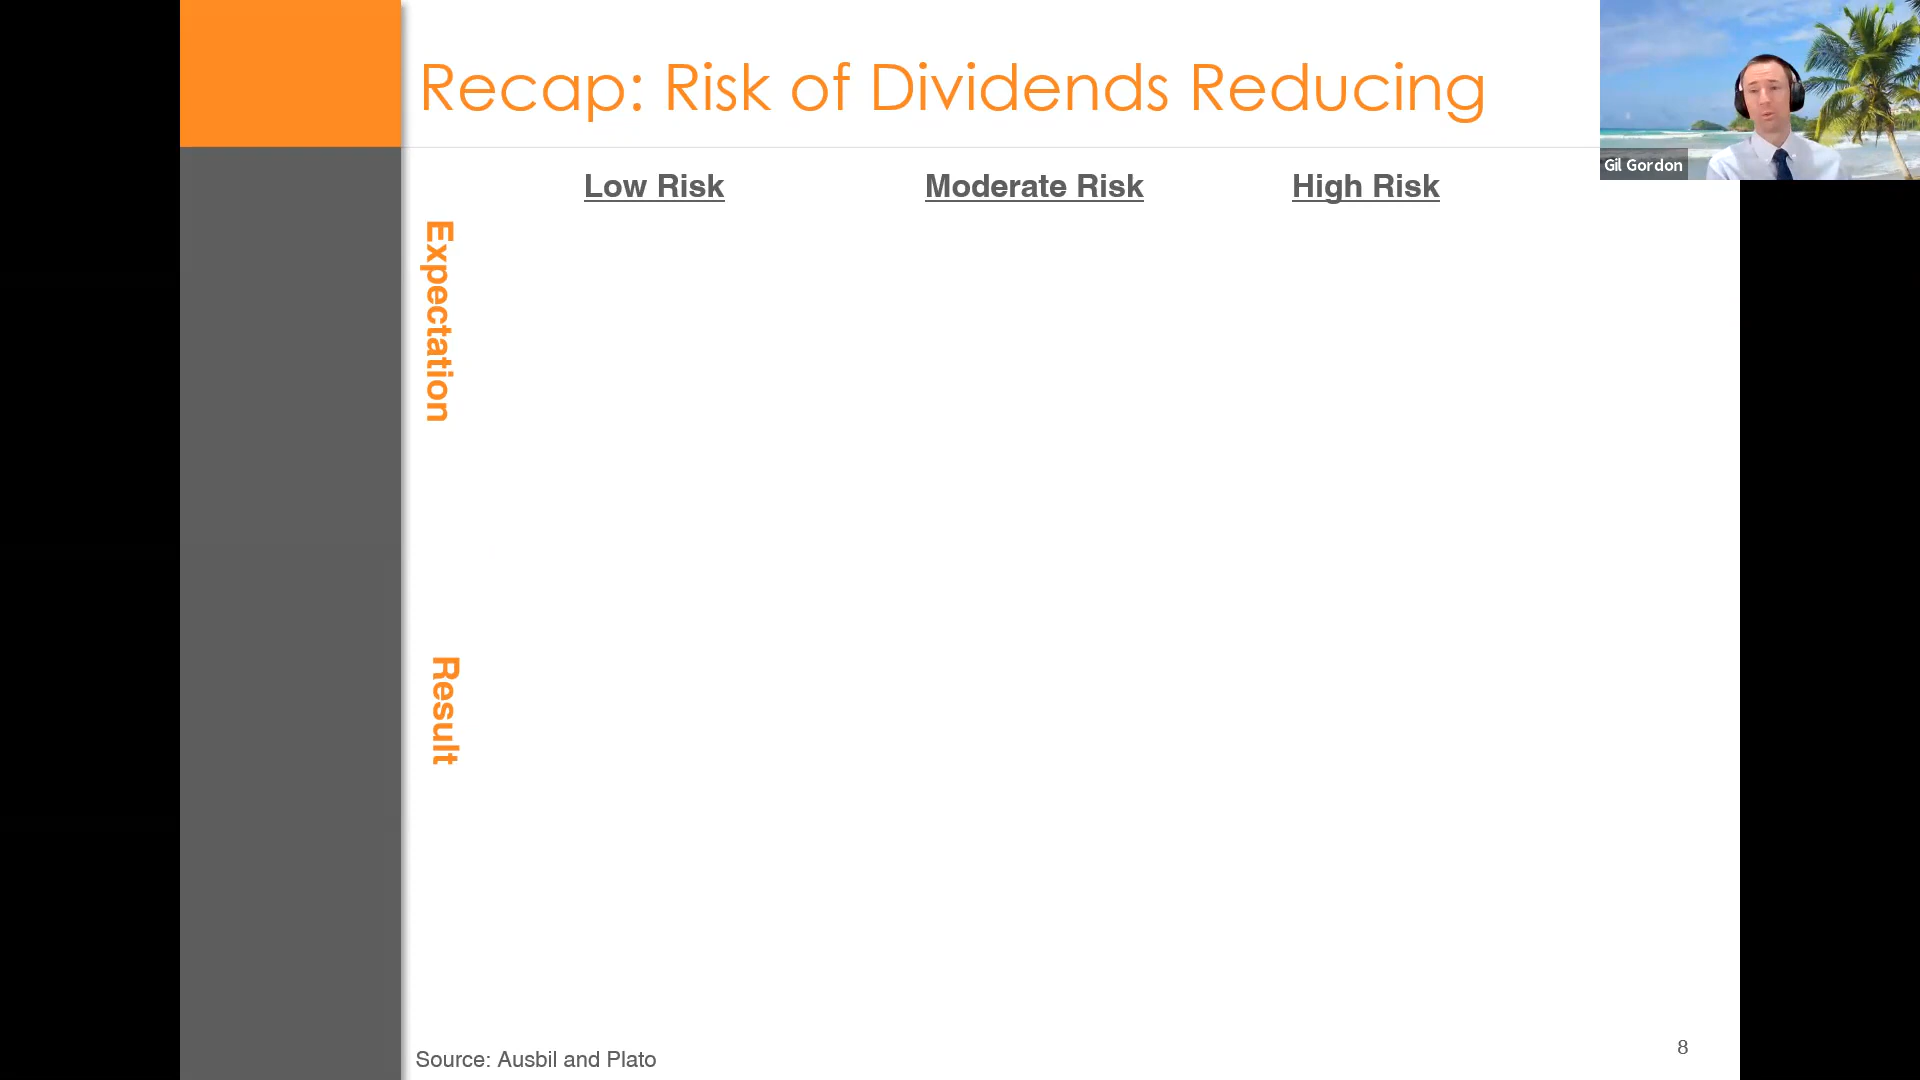 Recap: Risk of Dividends Reducing
Gil Gordon
Low Risk
Moderate Risk
High Risk
Expectation
Result
Source: Ausbil and Plato
8